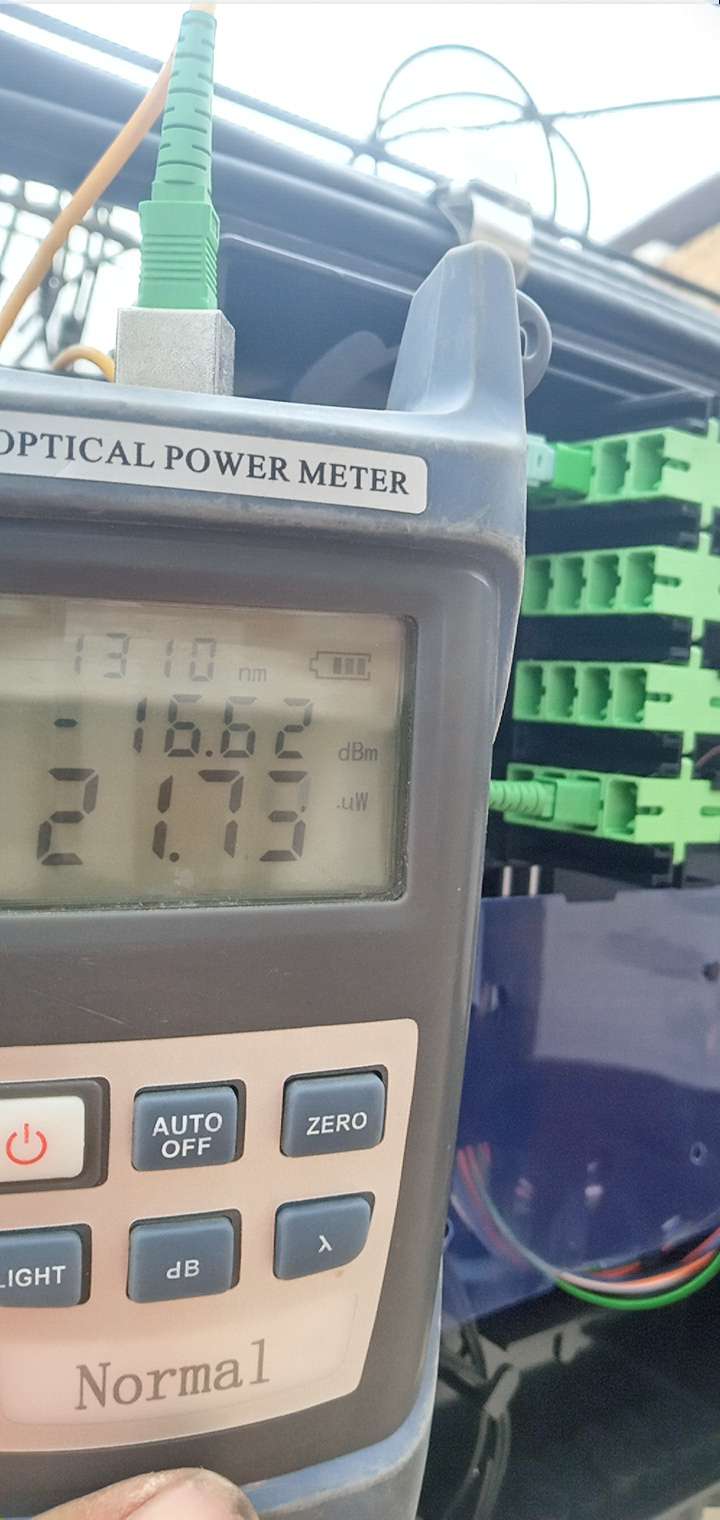 OPTICAL POWER METER
1310 nm
-16.62 dBm
21.73 uW
AUTO OFF
ZERO
LIGHT
dB
λ
Normal